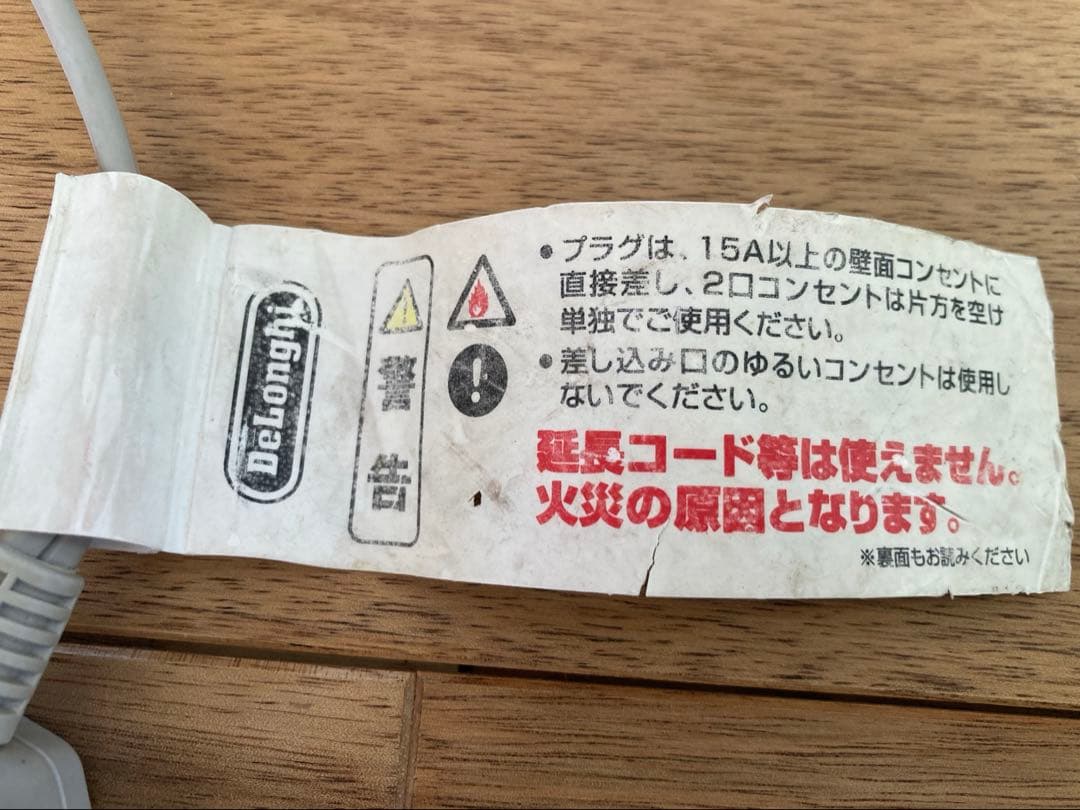 DeLonghi
警告
●プラグは、15A以上の壁面コンセントに
直接差し、2口コンセントは片方を空け
単独でご使用ください。
●差し込み口のゆるいコンセントは使用し
ないでください。
延長コード等は使えません。
火災の原因となります。
※裏面もお読みください